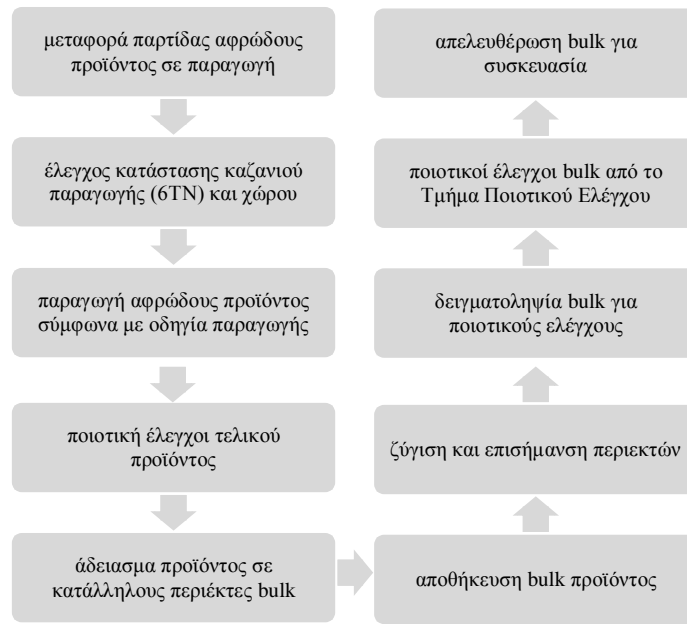 μεταφορά παρτίδας αφρώδους
προϊόντος σε παραγωγή
έλεγχος κατάστασης καζανιού
παραγωγής (6ΤΝ) και χώρου
παραγωγή αφρώδους προϊόντος
σύμφωνα με οδηγία παραγωγής
ποιοτική έλεγχοι τελικού
προϊόντος
άδειασμα προϊόντος σε
κατάλληλους περιέκτες bulk
αποθήκευση bulk προϊόντος
ζύγιση και επισήμανση περιεκτών
δειγματοληψία bulk για
ποιοτικούς ελέγχους
ποιοτικοί έλεγχοι bulk από το
Τμήμα Ποιοτικού Ελέγχου
απελευθέρωση bulk για
συσκευασία